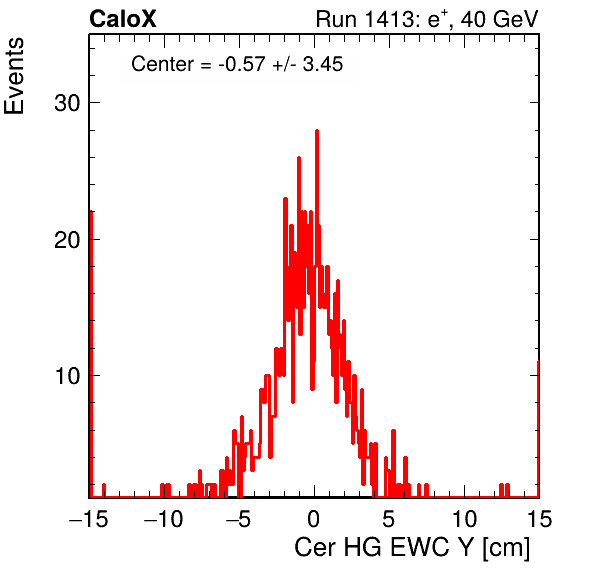 CaloX Run 1413: e⁺, 40 GeV
Center = -0.57 +/- 3.45
Events
30
20
10
−15 −10 −5 0 5 10 15
Cer HG EWC Y [cm]